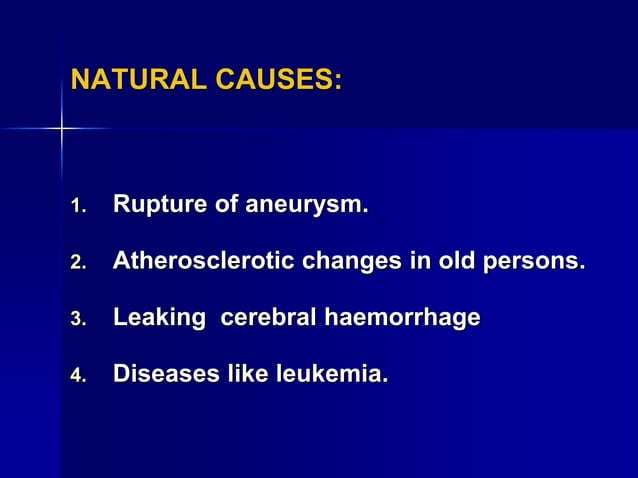 NATURAL CAUSES:
1. Rupture of aneurysm.
2. Atherosclerotic changes in old persons.
3. Leaking  cerebral haemorrhage
4. Diseases like leukemia.